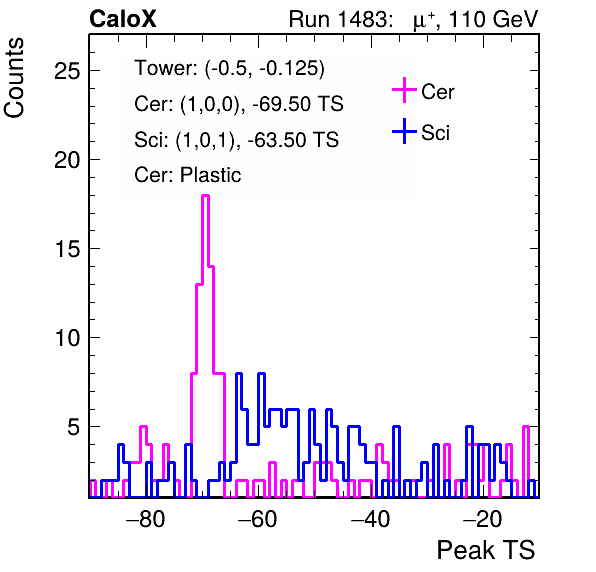 CaloX Run 1483: μ⁺, 110 GeV
Counts
Tower: (-0.5, -0.125)
Cer: (1,0,0), -69.50 TS
Sci: (1,0,1), -63.50 TS
Cer: Plastic
Cer
Sci
25
20
15
10
5
−80 −60 −40 −20
Peak TS